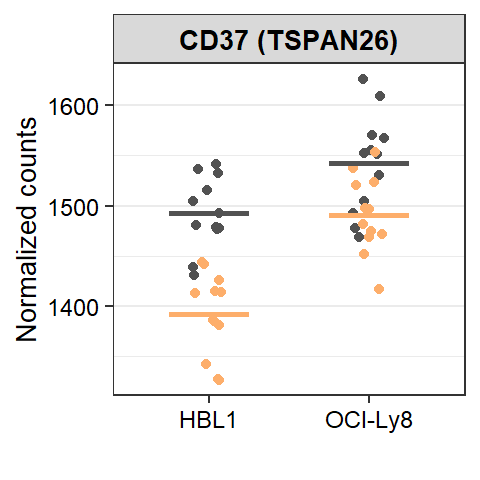 CD37 (TSPAN26)
Normalized counts
1600
1500
1400
HBL1
OCI-Ly8